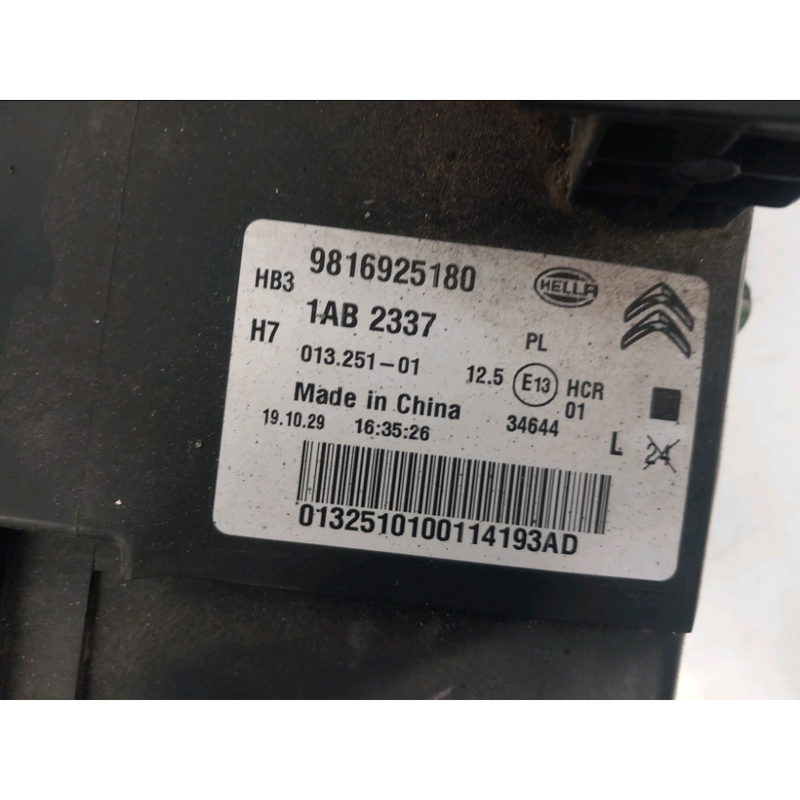 9816925180
HELLA
HB3
1AB 2337
H7
PL
013.251-01
12.5 E13 HCR
01
Made in China
34644
19.10.29 16:35:26
L 24
0132510100114193AD